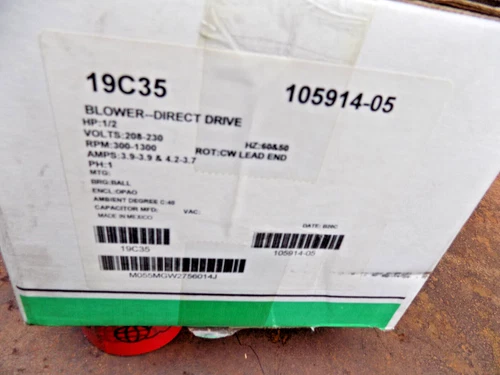 19C35 105914-05
BLOWER--DIRECT DRIVE
HP:1/2
VOLTS:208-230 HZ:60&50
RPM:300-1300 ROT:CW LEAD END
AMPS:3.9-3.9 & 4.2-3.7
PH:1
MTG:
BRG:BALL
ENCL:OPAO
AMBIENT DEGREE C:40
CAPACITOR MFD: VAC:
MADE IN MEXICO DATE:
19C35 105914-05
M055MGW2756014J